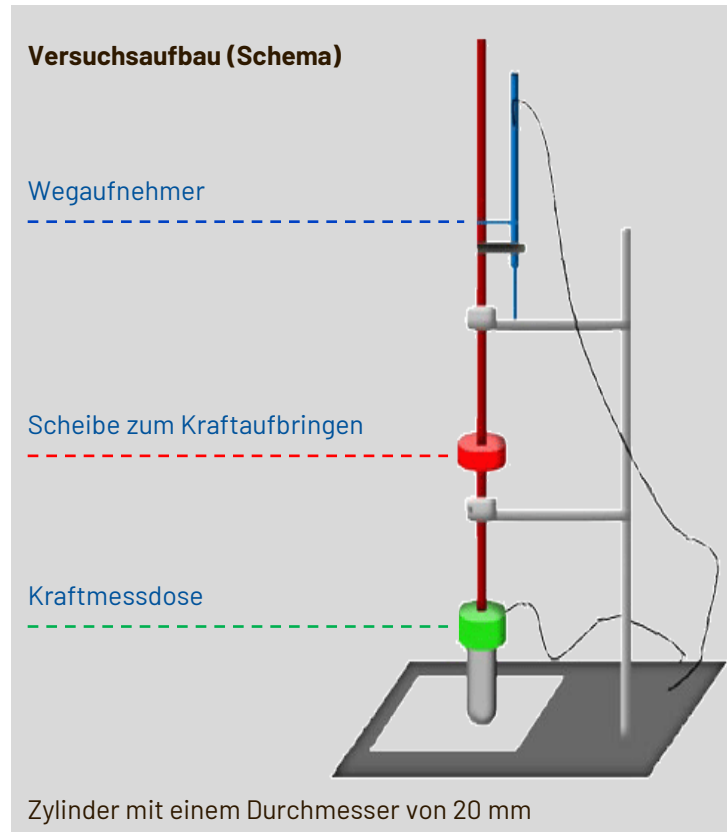 Versuchsaufbau (Schema)
Wegaufnehmer
Scheibe zum Kraftaufbringen
Kraftmessdose
Zylinder mit einem Durchmesser von 20 mm